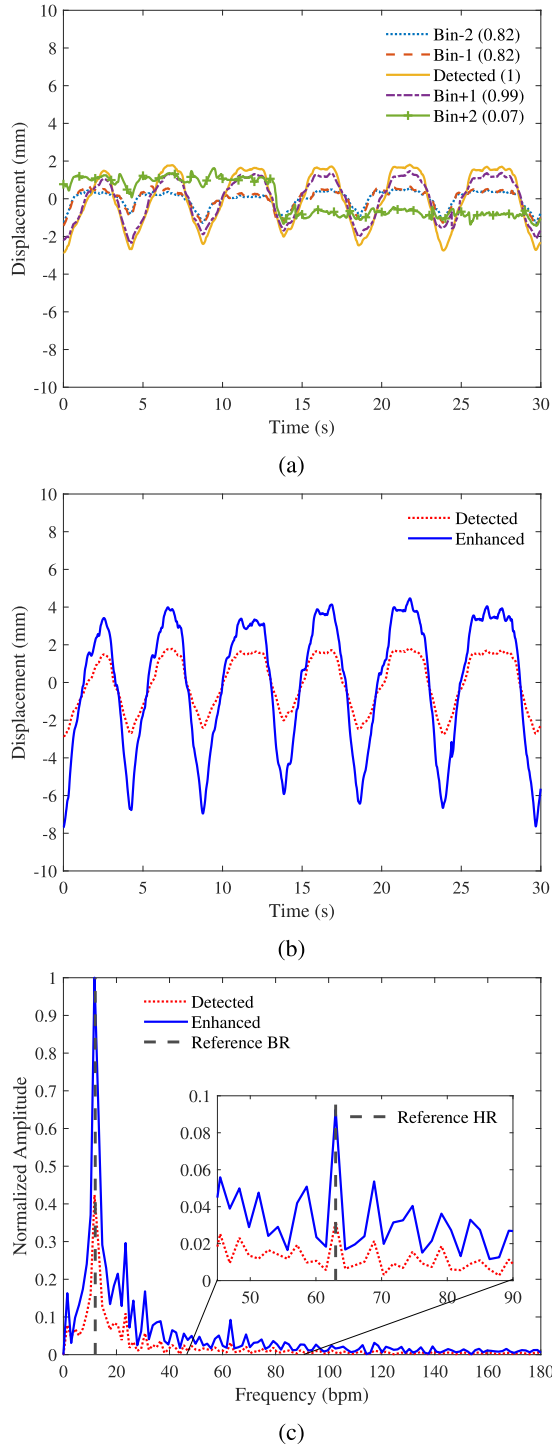 Bin-2 (0.82)
Bin-1 (0.82)
Detected (1)
Bin+1 (0.99)
Bin+2 (0.07)
Displacement (mm)
10
8
6
4
2
0
-2
-4
-6
-8
-10
0 5 10 15 20 25 30
Time (s)
(a)
Detected
Enhanced
Displacement (mm)
10
8
6
4
2
0
-2
-4
-6
-8
-10
0 5 10 15 20 25 30
Time (s)
(b)
Detected
Enhanced
Reference BR
Normalized Amplitude
1
0.9
0.8
0.7
0.6
0.5
0.4
0.3
0.2
0.1
0
Reference HR
0.1
0.08
0.06
0.04
0.02
0
50 60 70 80 90
0 20 40 60 80 100 120 140 160 180
Frequency (bpm)
(c)